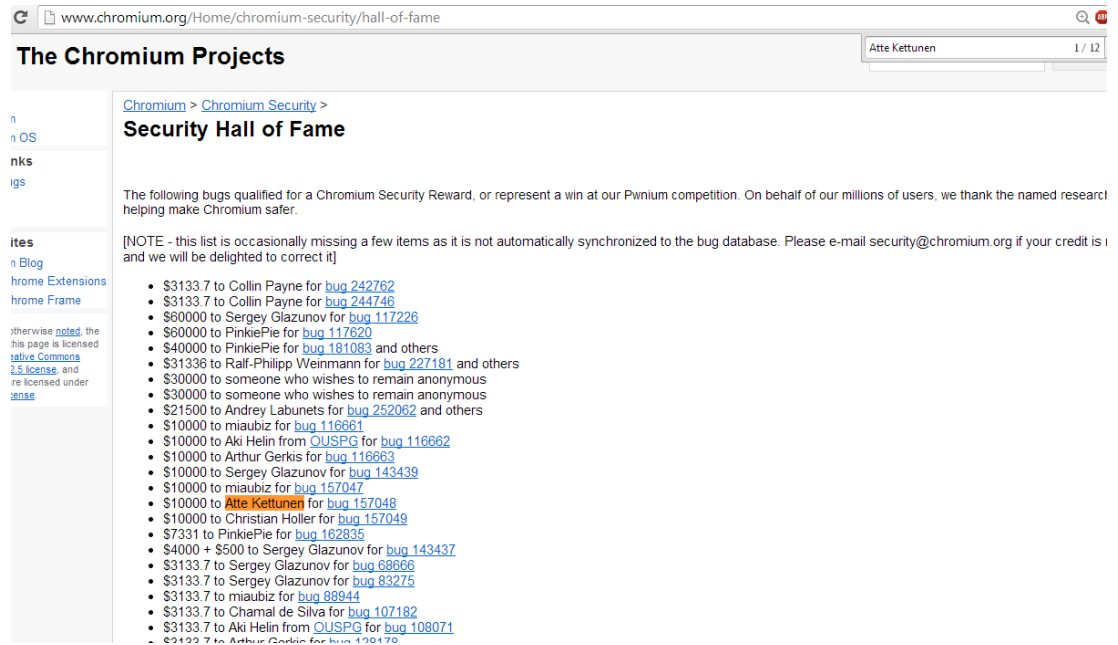 www.chromium.org/Home/chromium-security/hall-of-fame
ABP
The Chromium Projects
Atte Kettunen 1 / 12
Chromium > Chromium Security >
Security Hall of Fame
n
n OS
nks
gs
ites
n Blog
hrome Extensions
hrome Frame
otherwise noted, the
this page is licensed
eative Commons
2.5 license, and
re licensed under
cense.
The following bugs qualified for a Chromium Security Reward, or represent a win at our Pwnium competition. On behalf of our millions of users, we thank the named research
helping make Chromium safer.
[NOTE - this list is occasionally missing a few items as it is not automatically synchronized to the bug database. Please e-mail security@chromium.org if your credit is
and we will be delighted to correct it]
• $3133.7 to Collin Payne for bug 242762
• $3133.7 to Collin Payne for bug 244746
• $60000 to Sergey Glazunov for bug 117226
• $60000 to PinkiePie for bug 117620
• $40000 to PinkiePie for bug 181083 and others
• $31336 to Ralf-Philipp Weinmann for bug 227181 and others
• $30000 to someone who wishes to remain anonymous
• $30000 to someone who wishes to remain anonymous
• $21500 to Andrey Labunets for bug 252062 and others
• $10000 to miaubiz for bug 116661
• $10000 to Aki Helin from OUSPG for bug 116662
• $10000 to Arthur Gerkis for bug 116663
• $10000 to Sergey Glazunov for bug 143439
• $10000 to miaubiz for bug 157047
• $10000 to Atte Kettunen for bug 157048
• $10000 to Christian Holler for bug 157049
• $7331 to PinkiePie for bug 162835
• $4000 + $500 to Sergey Glazunov for bug 143437
• $3133.7 to Sergey Glazunov for bug 68666
• $3133.7 to Sergey Glazunov for bug 83275
• $3133.7 to miaubiz for bug 88944
• $3133.7 to Chamal de Silva for bug 107182
• $3133.7 to Aki Helin from OUSPG for bug 108071
• $3133.7 to Arthur Gerkis for bug 128178